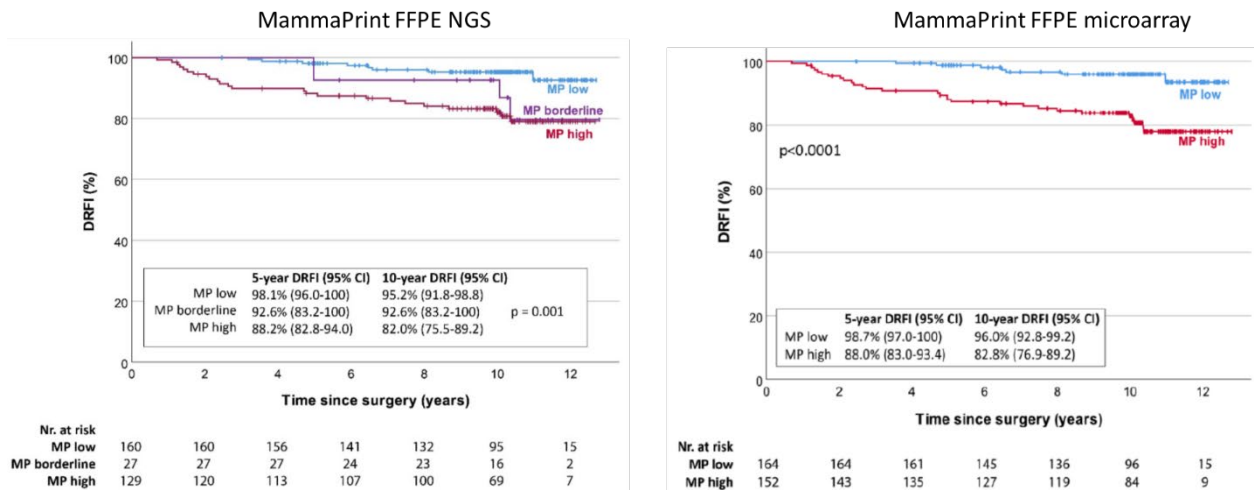 MammaPrint FFPE NGS
100
80
60
40
20
0
DRFI (%)
MP low
MP borderline
MP high
5-year DRFI (95% CI) 10-year DRFI (95% CI)
MP low 98.1% (96.0-100) 95.2% (91.8-98.8)
MP borderline 92.6% (83.2-100) 92.6% (83.2-100) p = 0.001
MP high 88.2% (82.8-94.0) 82.0% (75.5-89.2)
0 2 4 6 8 10 12
Time since surgery (years)
Nr. at risk
MP low 160 160 156 141 132 95 15
MP borderline 27 27 27 24 23 16 2
MP high 129 120 113 107 100 69 7
MammaPrint FFPE microarray
100
80
60
40
20
0
DRFI (%)
MP low
MP high
p<0.0001
5-year DRFI (95% CI) 10-year DRFI (95% CI)
MP low 98.7% (97.0-100) 96.0% (92.8-99.2)
MP high 88.0% (83.0-93.4) 82.8% (76.9-89.2)
0 2 4 6 8 10 12
Time since surgery (years)
Nr. at risk
MP low 164 164 161 145 136 96 15
MP high 152 143 135 127 119 84 9